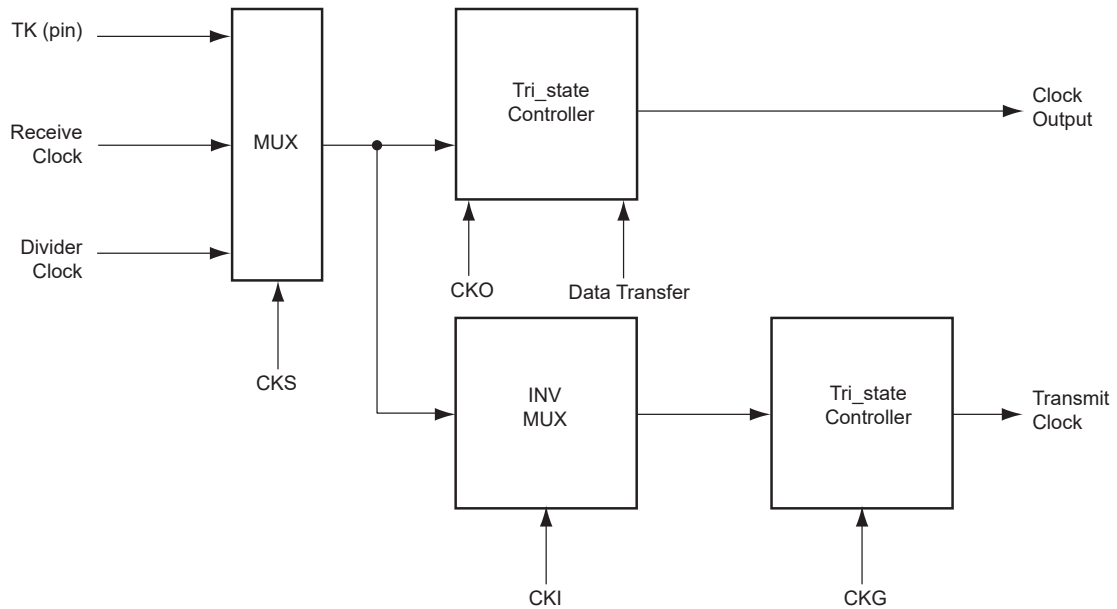 TK (pin)
Receive
Clock
Divider
Clock
MUX
CKS
Tri_state
Controller
CKO
Data Transfer
Clock
Output
INV
MUX
CKI
Tri_state
Controller
CKG
Transmit
Clock